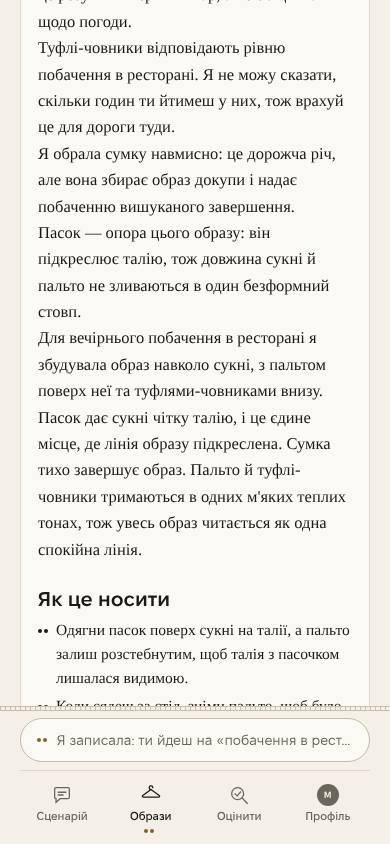 щодо погоди.
Туфлі-човники відповідають рівню
побачення в ресторані. Я не можу сказати,
скільки годин ти йтимеш у них, тож врахуй
це для дороги туди.
Я обрала сумку навмисно: це дорожча річ,
але вона збирає образ докупи і надає
побаченню вишуканого завершення.
Пасок — опора цього образу: він
підкреслює талію, тож довжина сукні й
пальто не зливаються в один безформний
стовп.
Для вечірнього побачення в ресторані я
збудувала образ навколо сукні, з пальтом
поверх неї та туфлями-човниками внизу.
Пасок дає сукні чітку талію, і це єдине
місце, де лінія образу підкреслена. Сумка
тихо завершує образ. Пальто й туфлі-
човники тримаються в одних м'яких теплих
тонах, тож увесь образ читається як одна
спокійна лінія.
Як це носити
•• Одягни пасок поверх сукні на талії, а пальто
залиш розстебнутим, щоб талія з пасочком
лишалася видимою.
•• Я записала: ти йдеш на «побачення в рест...
Сценарій Образи Оцінити М Профіль